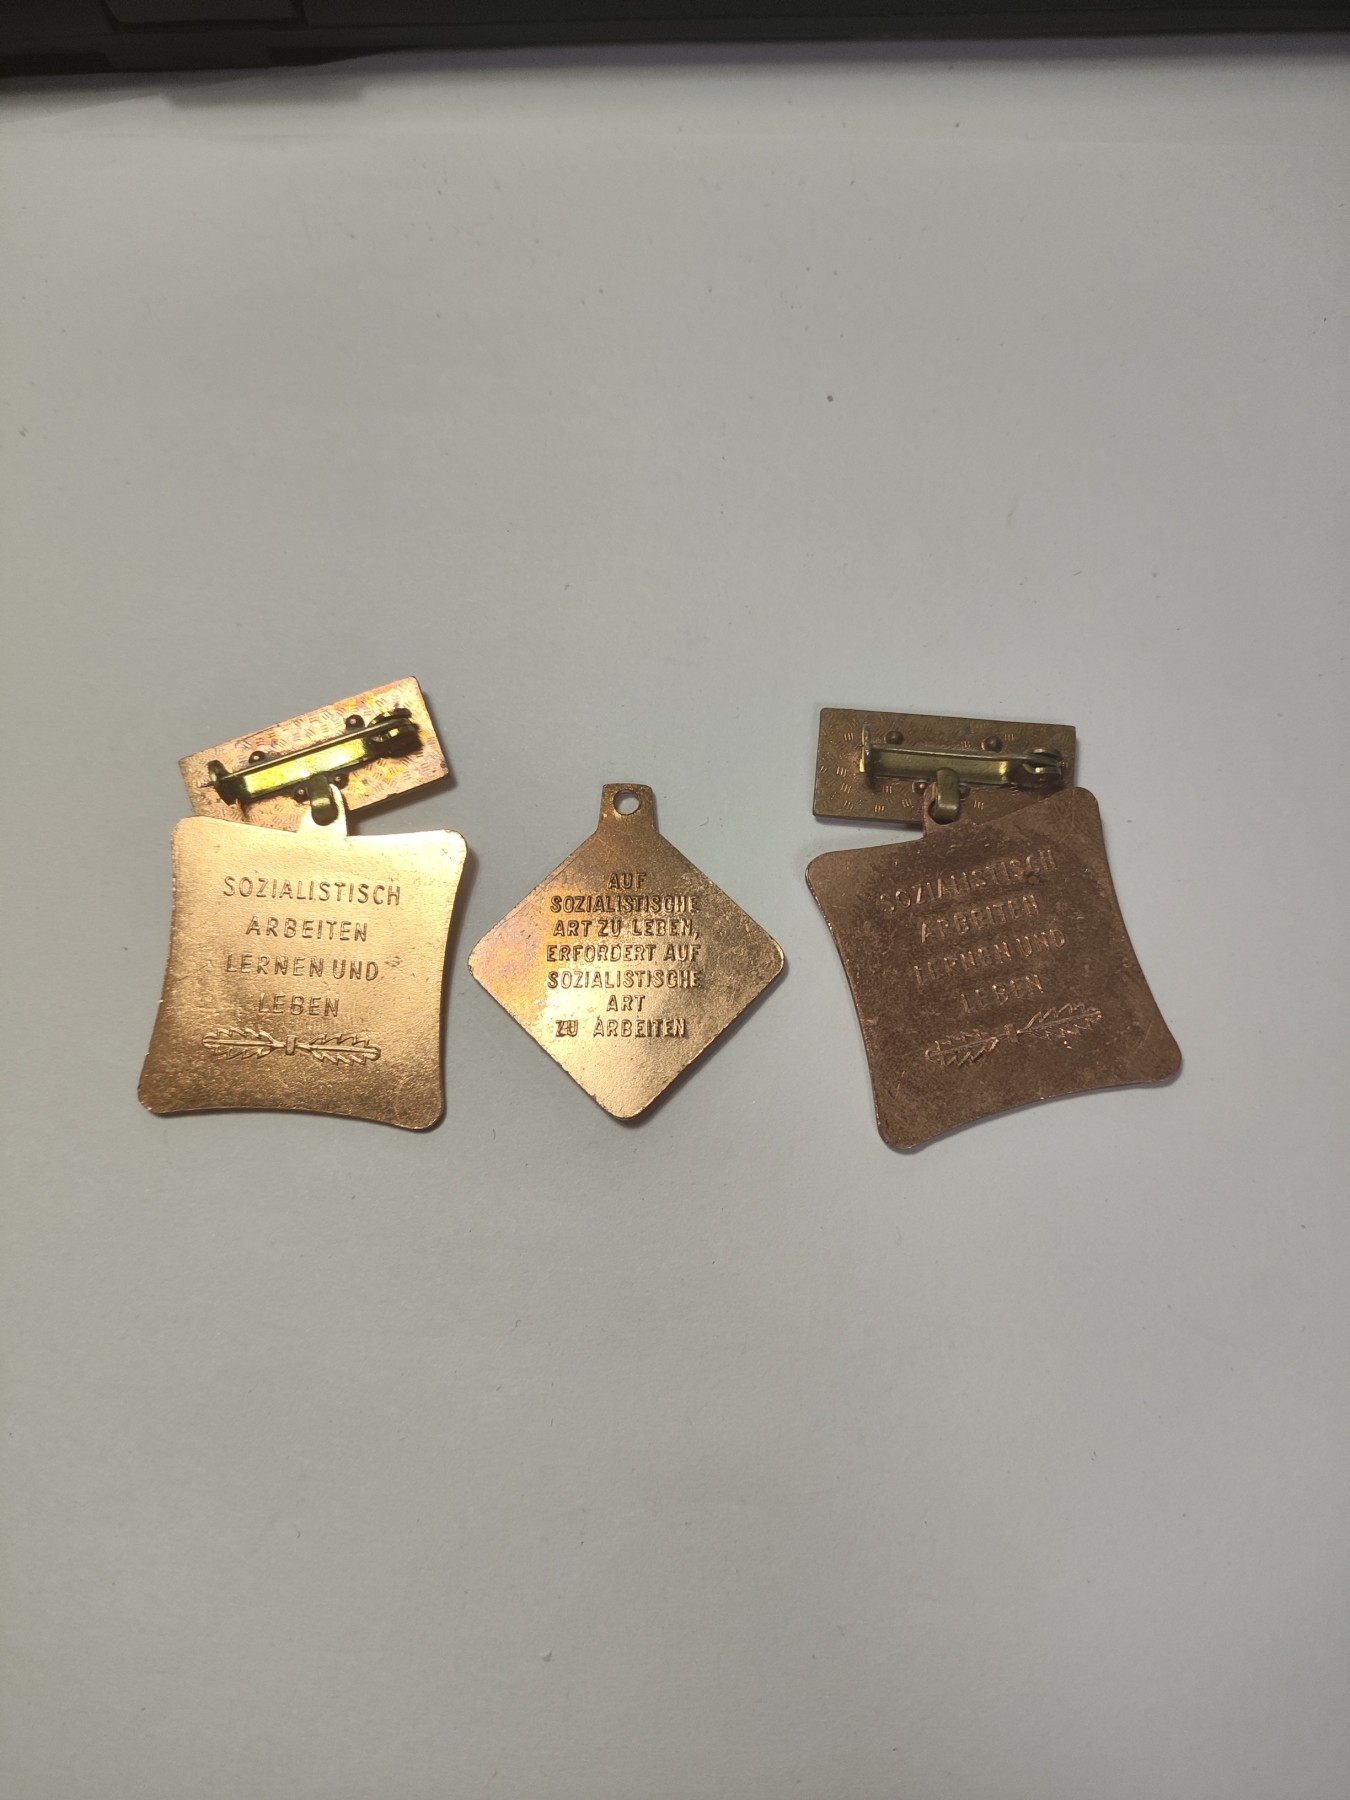 SOZIALISTISCH
ARBEITEN
LERNEN UND
LEBEN
AUF
SOZIALISTISCHE
ART ZU LEBEN,
ERFORDERT AUF
SOZIALISTISCHE
ART
ZU ARBEITEN
SOZIALISTISCH
ARBEITEN
LERNEN UND
LEBEN